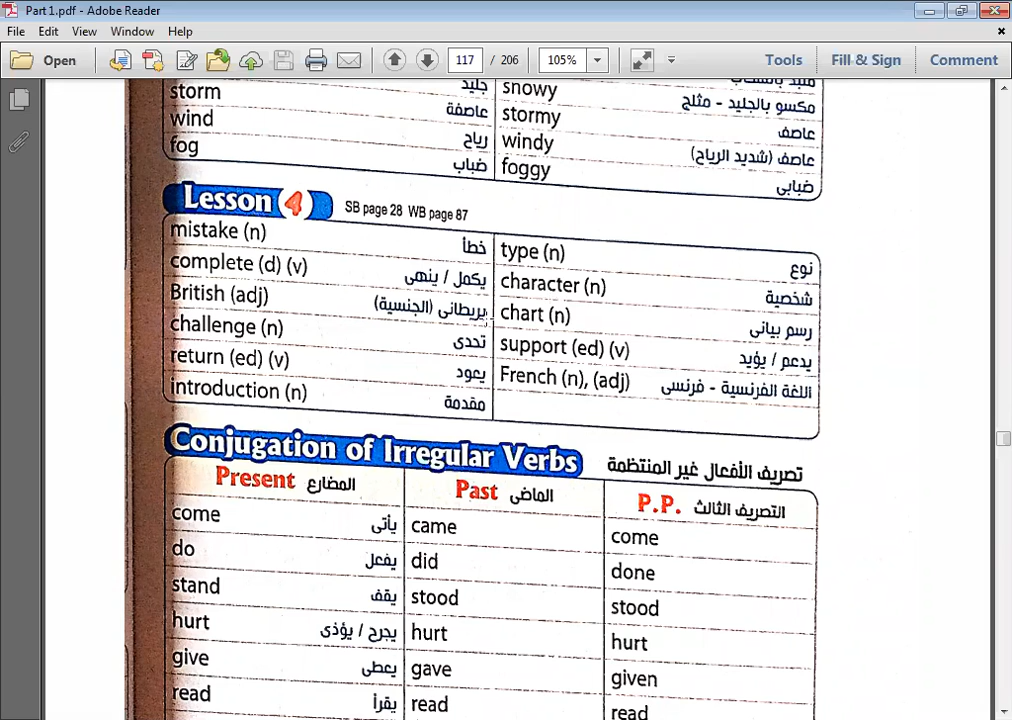 Part 1.pdf - Adobe Reader
File Edit View Window Help
Open 117 / 206 105% Tools Fill & Sign Comment
storm جليد snowy ملبد بالسحاب
wind عاصفة stormy مكسو بالجليد - مثلج
fog رياح windy عاصف
ضباب foggy عاصف (شديد الرياح)
ضبابى
Lesson (4) SB page 28 WB page 87
mistake (n) خطأ type (n) نوع
complete (d) (v) يكمل / ينهى character (n) شخصية
British (adj) بريطانى (الجنسية) chart (n) رسم بيانى
challenge (n) تحدى support (ed) (v) يدعم / يؤيد
return (ed) (v) يعود French (n), (adj) اللغة الفرنسية - فرنسى
introduction (n) مقدمة
Conjugation of Irregular Verbs تصريف الأفعال غير المنتظمة
Present المضارع Past الماضى P.P. التصريف الثالث
come يأتى came come
do يفعل did done
stand يقف stood stood
hurt يجرح / يؤذى hurt hurt
give يعطى gave given
read يقرأ read read